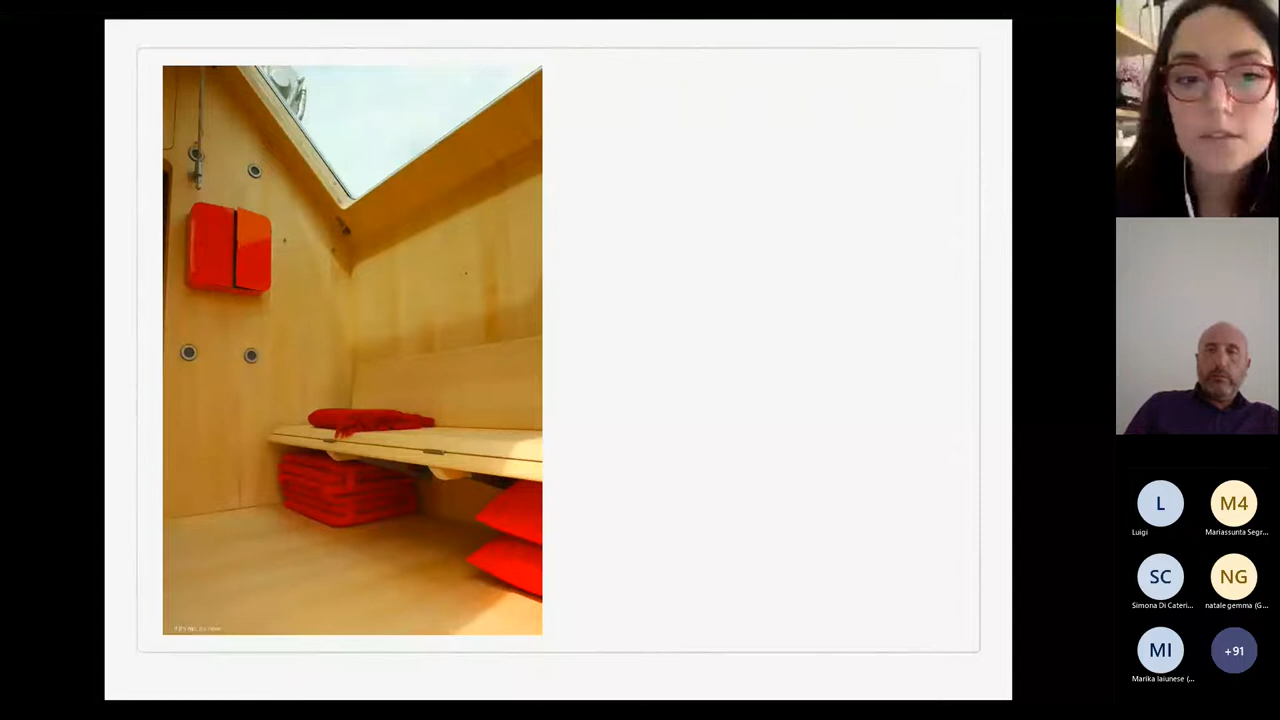 L
M4
Luigi
Mariassunta Segr...
SC
NG
Simona Di Cateri...
natale gemma (G...
MI
+91
Marika Iaiunese (...